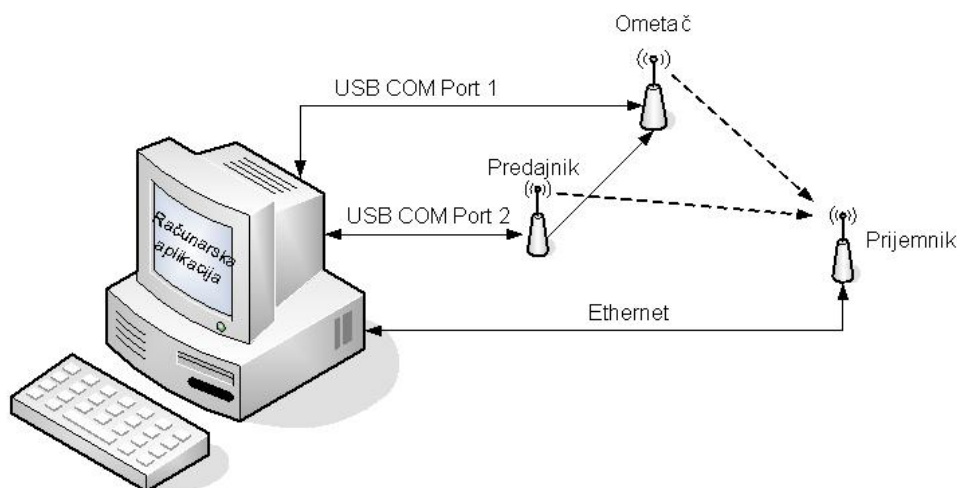 Ometač
USB COM Port 1
Predajnik
USB COM Port 2
Računarska
aplikacija
Prijemnik
Ethernet